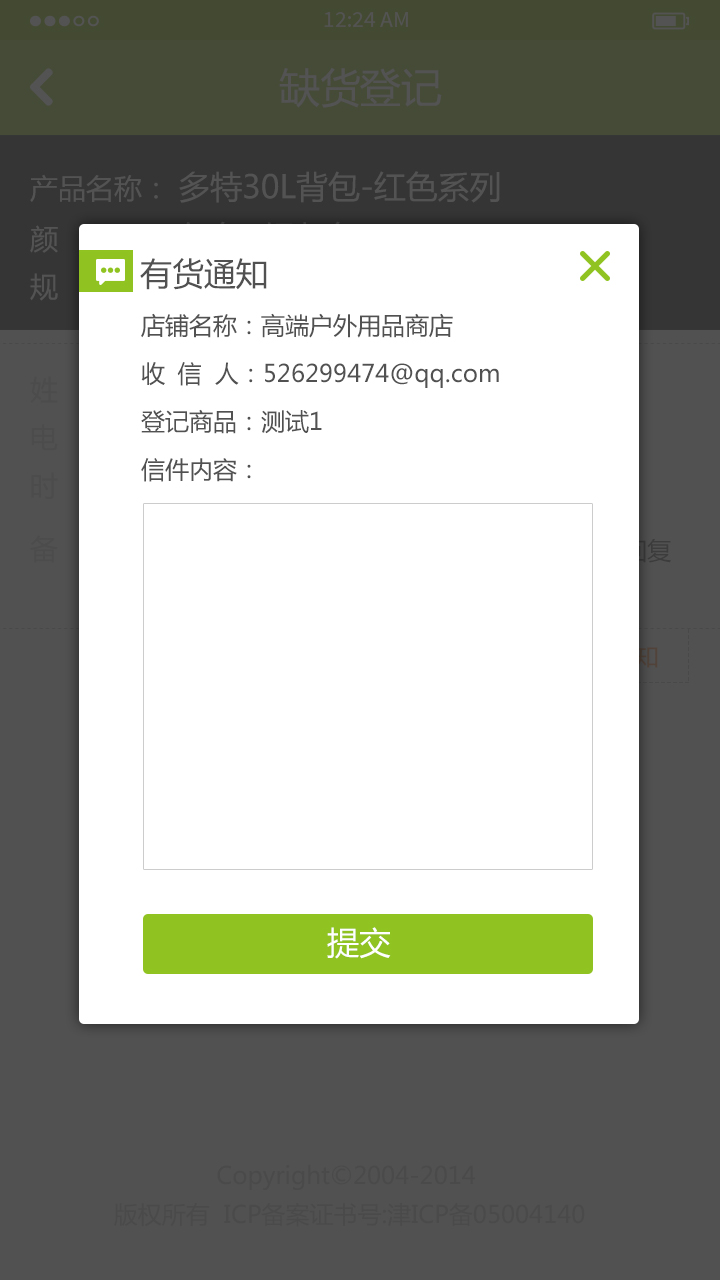 12:24 AM
缺货登记
产品名称： 多特30L背包-红色系列
颜
规
有货通知
店铺名称：高端户外用品商店
收 信 人：526299474@qq.com
登记商品：测试1
信件内容：
姓
电
时
备
回复
知
提交
Copyright©2004-2014
版权所有 ICP备案证书号:津ICP备05004140